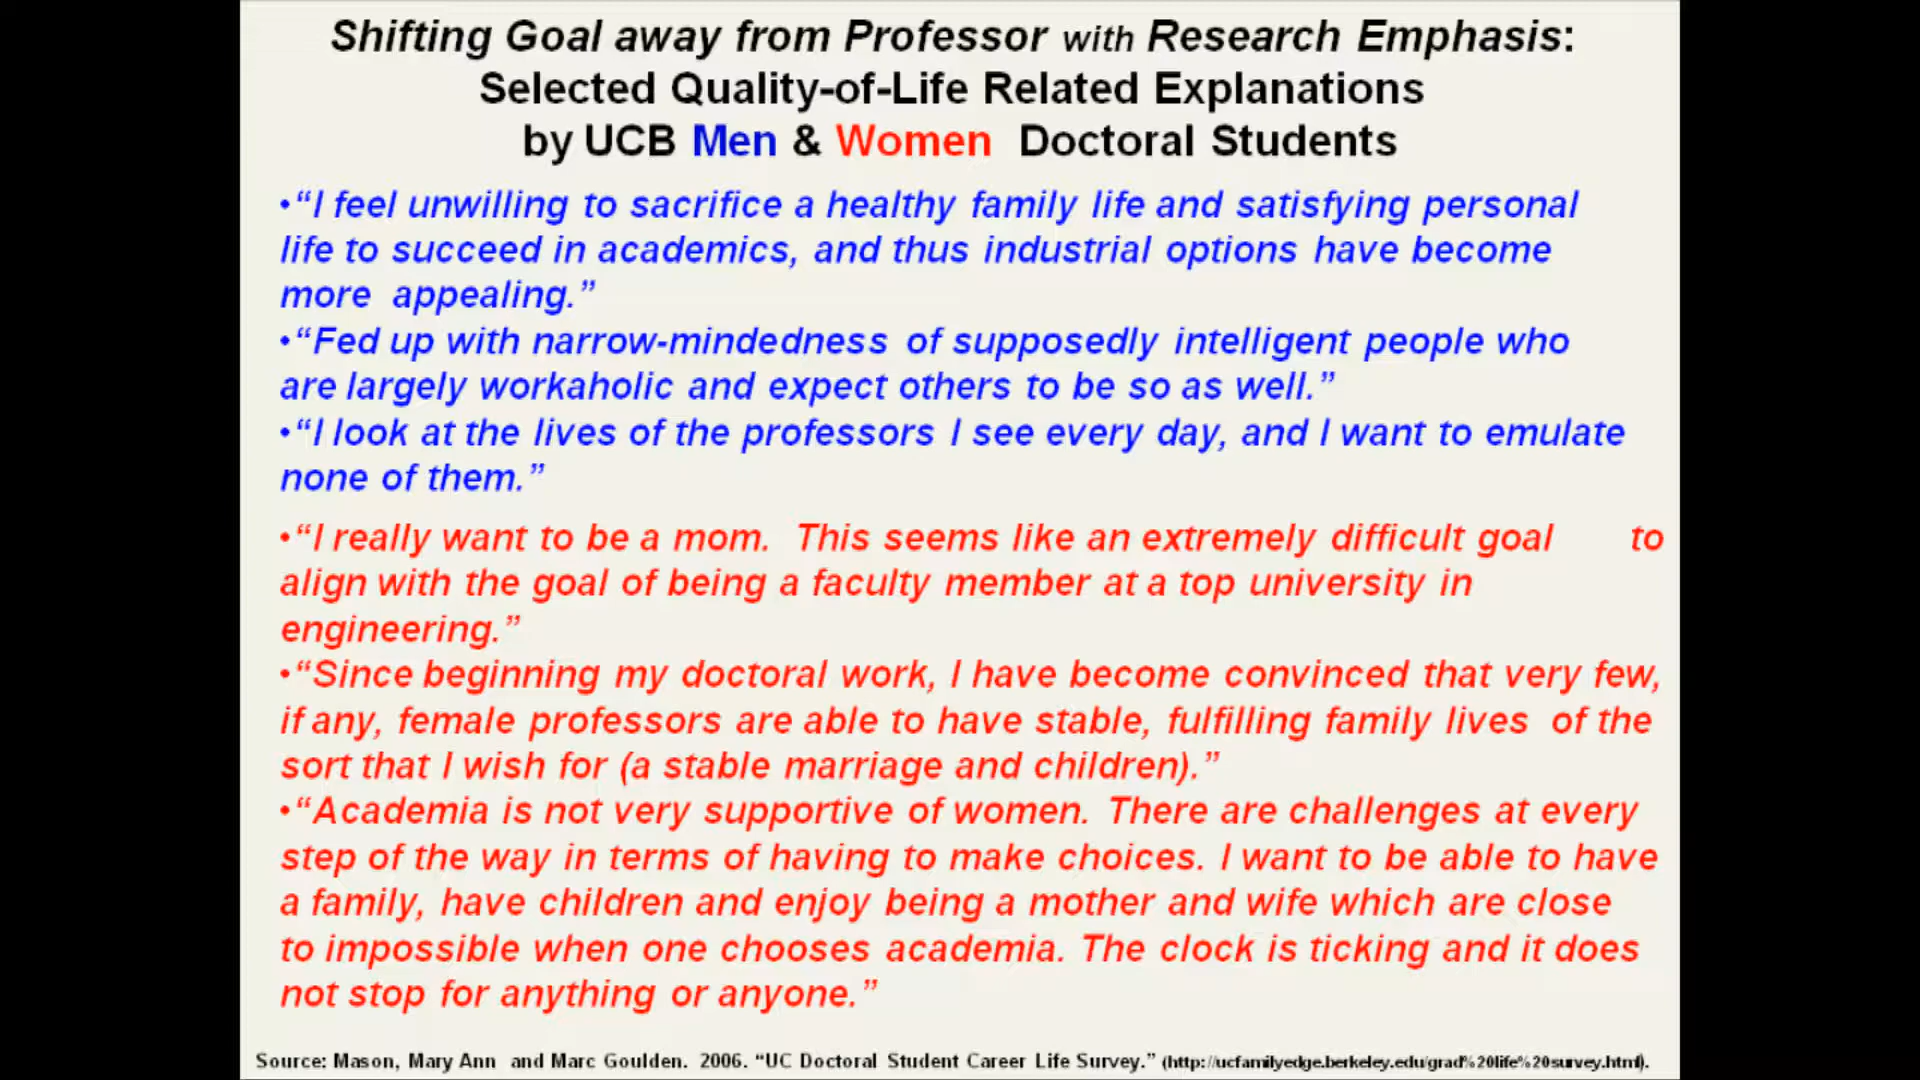 Shifting Goal away from Professor with Research Emphasis:
Selected Quality-of-Life Related Explanations
by UCB Men & Women Doctoral Students
•“I feel unwilling to sacrifice a healthy family life and satisfying personal
life to succeed in academics, and thus industrial options have become
more appealing.”
•“Fed up with narrow-mindedness of supposedly intelligent people who
are largely workaholic and expect others to be so as well.”
•“I look at the lives of the professors I see every day, and I want to emulate
none of them.”
•“I really want to be a mom. This seems like an extremely difficult goal to
align with the goal of being a faculty member at a top university in
engineering.”
•“Since beginning my doctoral work, I have become convinced that very few,
if any, female professors are able to have stable, fulfilling family lives of the
sort that I wish for (a stable marriage and children).”
•“Academia is not very supportive of women. There are challenges at every
step of the way in terms of having to make choices. I want to be able to have
a family, have children and enjoy being a mother and wife which are close
to impossible when one chooses academia. The clock is ticking and it does
not stop for anything or anyone.”
Source: Mason, Mary Ann and Marc Goulden. 2006. “UC Doctoral Student Career Life Survey.” (http://ucfamilyedge.berkeley.edu/grad%20life%20survey.html).